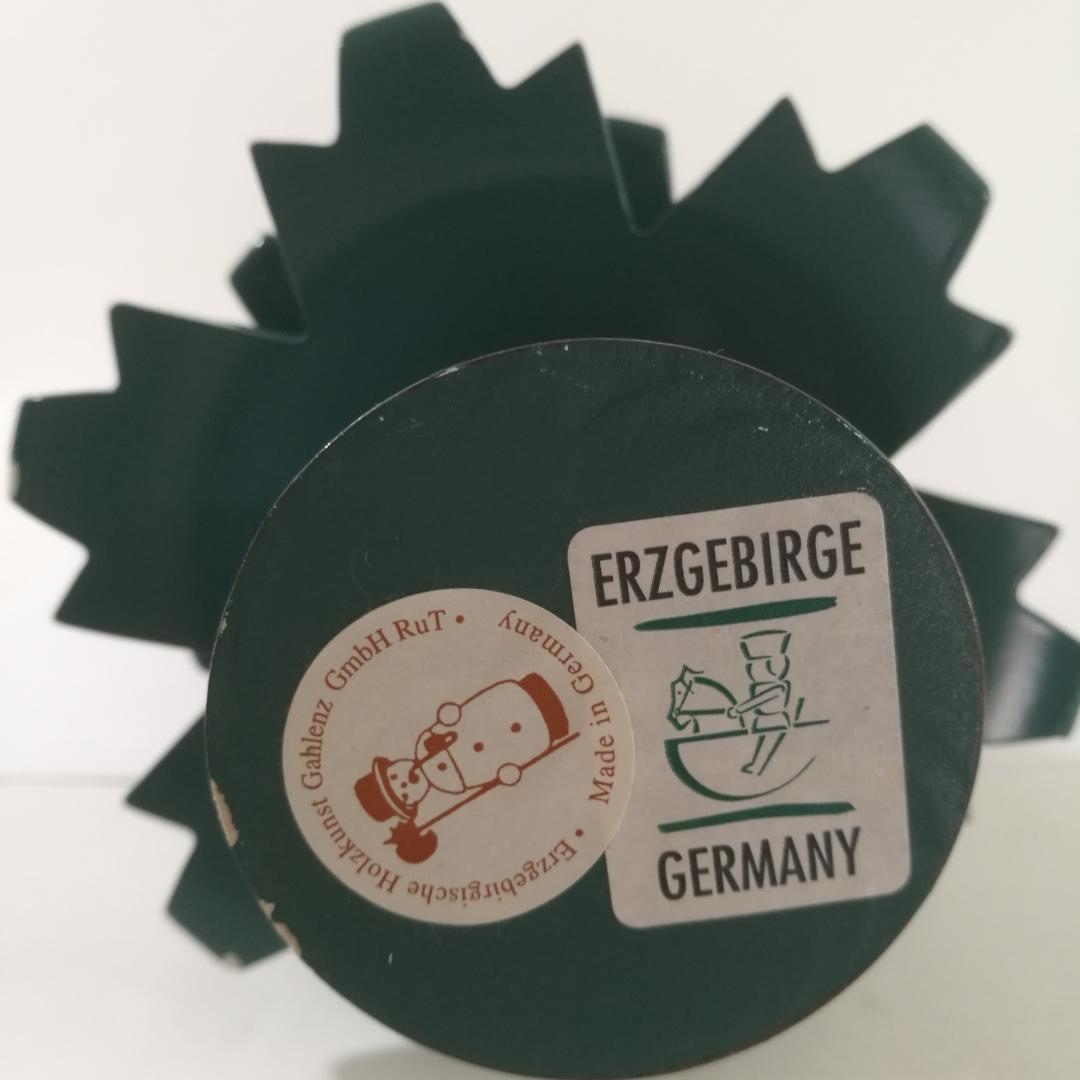 ERZGEBIRGE
GERMANY
• Erzgebirgische Holzkunst Gahlenz GmbH RuT •
Made in Germany